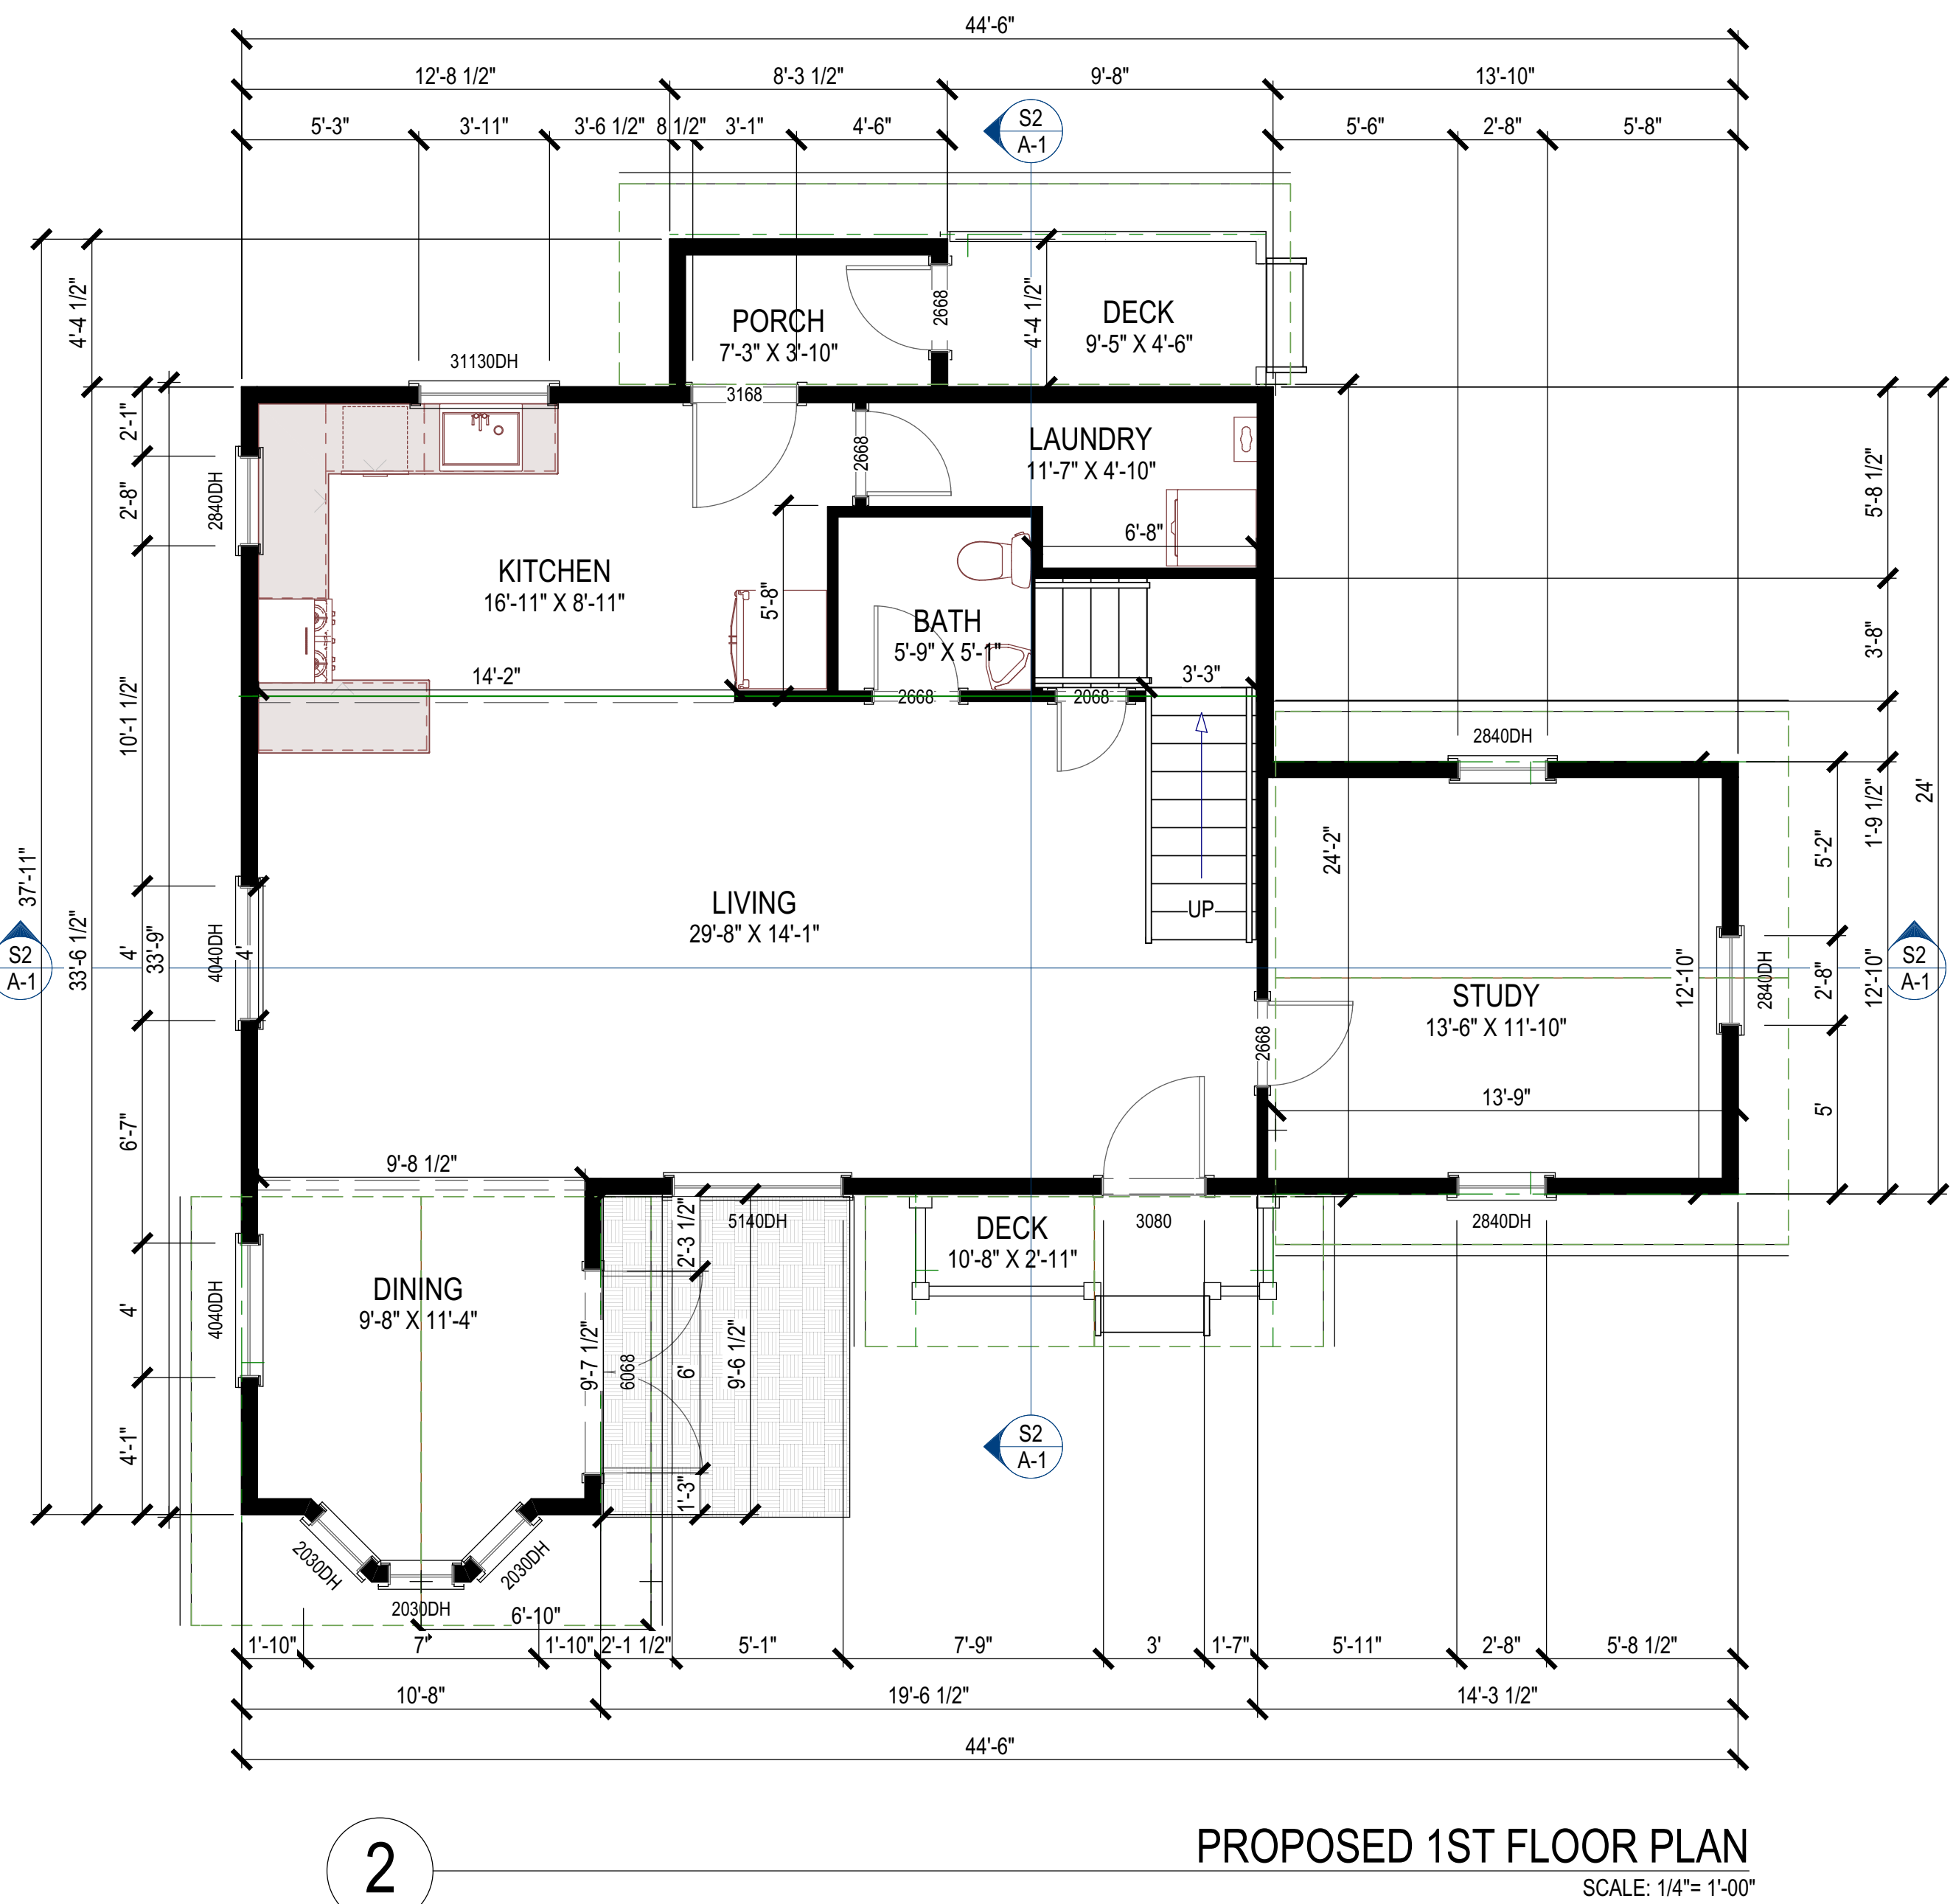 44'-6"
12'-8 1/2" 8'-3 1/2" 9'-8" 13'-10"
5'-3" 3'-11" 3'-6 1/2" 8 1/2" 3'-1" 4'-6" 5'-6" 2'-8" 5'-8"
S2
A-1
4'-4 1/2"
31130DH
PORCH
7'-3" X 3'-10"
2668
4'-4 1/2"
DECK
9'-5" X 4'-6"
3168
2'-1"
2840DH
2'-8"
2668
LAUNDRY
11'-7" X 4'-10"
6'-8"
5'-8 1/2"
KITCHEN
16'-11" X 8'-11"
5'-8"
BATH
5'-9" X 5'-1"
3'-8"
14'-2"
2668
2068
3'-3"
10'-1 1/2"
2840DH
1'-9 1/2"
24'
37'-11"
33'-6 1/2"
33'-9"
LIVING
29'-8" X 14'-1"
UP
24'-2"
5'-2"
S2
A-1
4'
4040DH
4'
STUDY
13'-6" X 11'-10"
12'-10"
2840DH
2'-8"
12'-10"
S2
A-1
2668
13'-9"
5'
6'-7"
9'-8 1/2"
5140DH
2'-3 1/2"
DECK
10'-8" X 2'-11"
3080
2840DH
DINING
9'-8" X 11'-4"
4'
4040DH
9'-7 1/2"
6068
6'
9'-6 1/2"
4'-1"
1'-3"
S2
A-1
2030DH
2030DH
2030DH
6'-10"
1'-10" 7' 1'-10" 2'-1 1/2" 5'-1" 7'-9" 3' 1'-7" 5'-11" 2'-8" 5'-8 1/2"
10'-8" 19'-6 1/2" 14'-3 1/2"
44'-6"
2
PROPOSED 1ST FLOOR PLAN
SCALE: 1/4"= 1'-00"